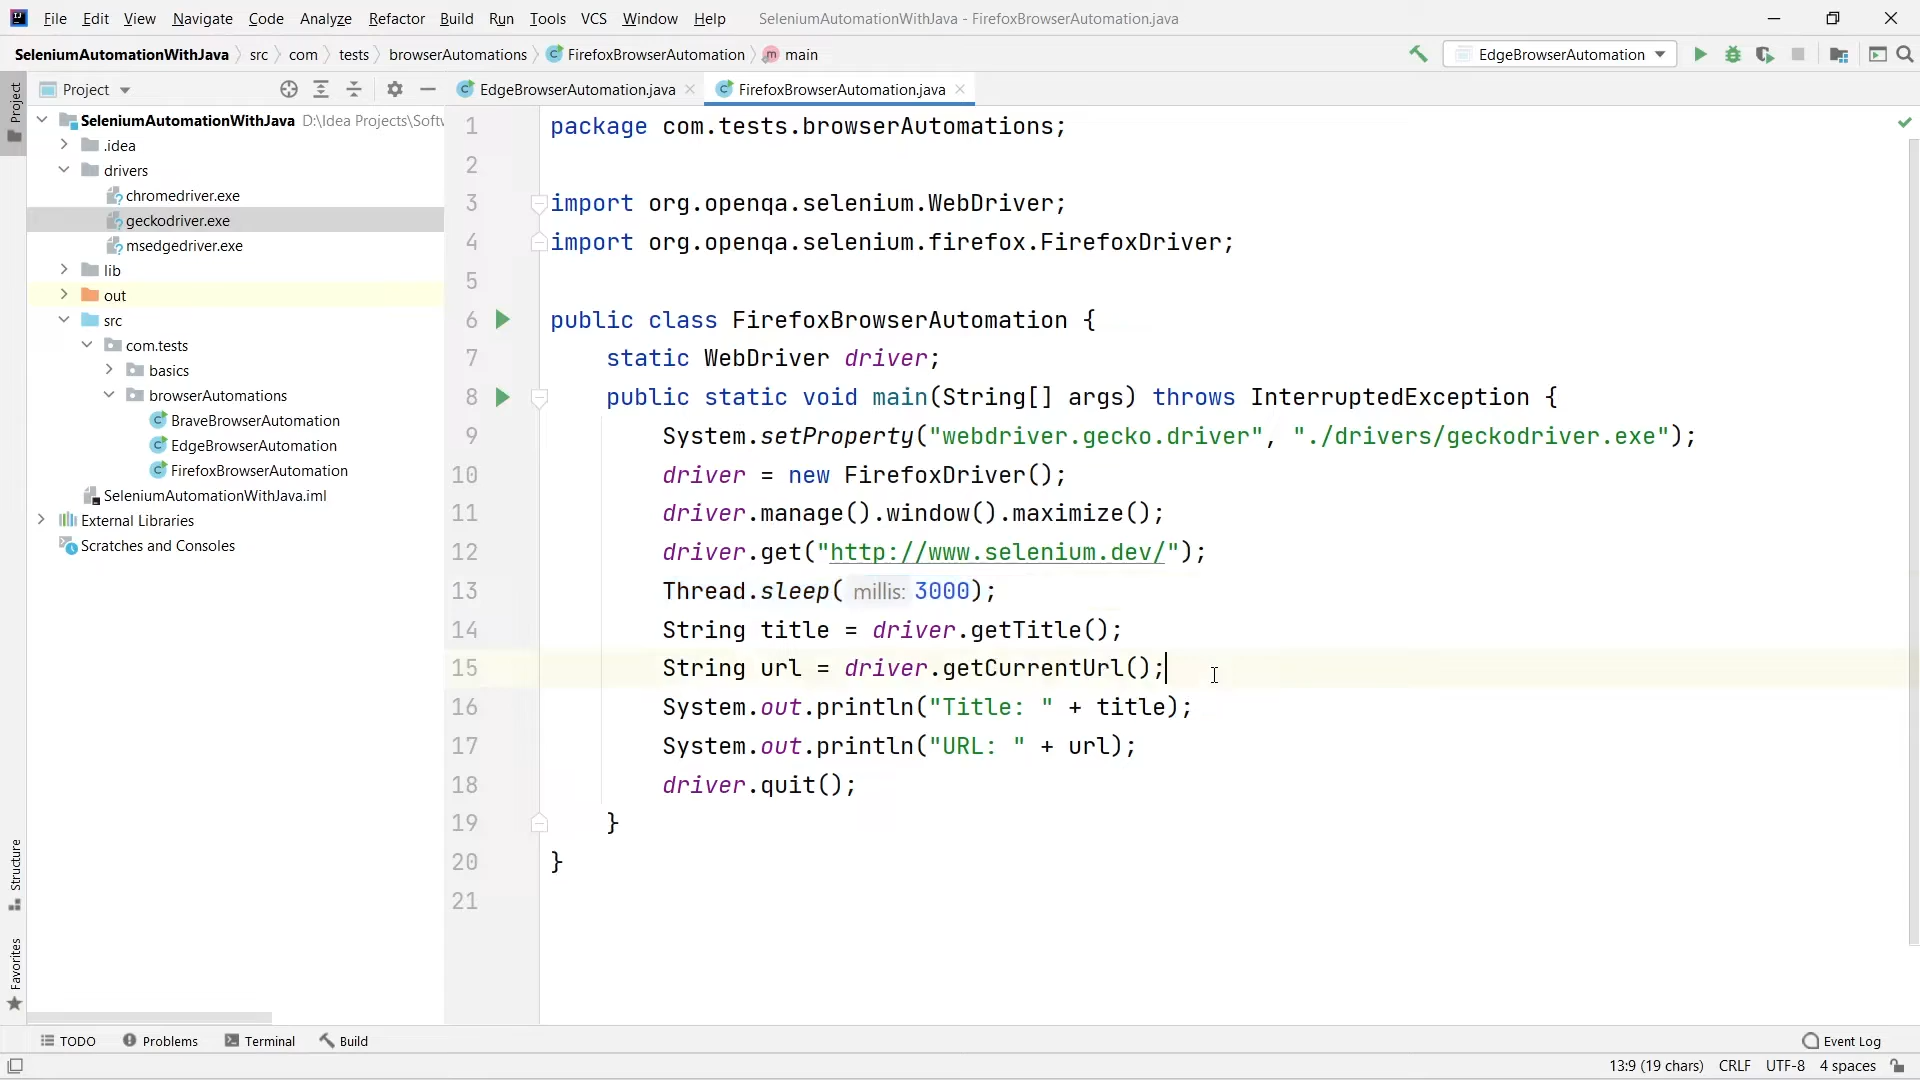 File Edit View Navigate Code Analyze Refactor Build Run Tools VCS Window Help SeleniumAutomationWithJava - FirefoxBrowserAutomation.java
SeleniumAutomationWithJava src com tests browserAutomations FirefoxBrowserAutomation main EdgeBrowserAutomation
Project
Project
EdgeBrowserAutomation.java FirefoxBrowserAutomation.java
SeleniumAutomationWithJava D:\Idea Projects\Softw
.idea
drivers
chromedriver.exe
geckodriver.exe
msedgedriver.exe
lib
out
src
com.tests
basics
browserAutomations
BraveBrowserAutomation
EdgeBrowserAutomation
FirefoxBrowserAutomation
SeleniumAutomationWithJava.iml
External Libraries
Scratches and Consoles
1 package com.tests.browserAutomations;
2
3 import org.openqa.selenium.WebDriver;
4 import org.openqa.selenium.firefox.FirefoxDriver;
5
6 public class FirefoxBrowserAutomation {
7 static WebDriver driver;
8 public static void main(String[] args) throws InterruptedException {
9 System.setProperty("webdriver.gecko.driver", "./drivers/geckodriver.exe");
10 driver = new FirefoxDriver();
11 driver.manage().window().maximize();
12 driver.get("http://www.selenium.dev/");
13 Thread.sleep( millis: 3000);
14 String title = driver.getTitle();
15 String url = driver.getCurrentUrl();
16 System.out.println("Title: " + title);
17 System.out.println("URL: " + url);
18 driver.quit();
19 }
20 }
21
Structure
Favorites
TODO Problems Terminal Build Event Log
13:9 (19 chars) CRLF UTF-8 4 spaces